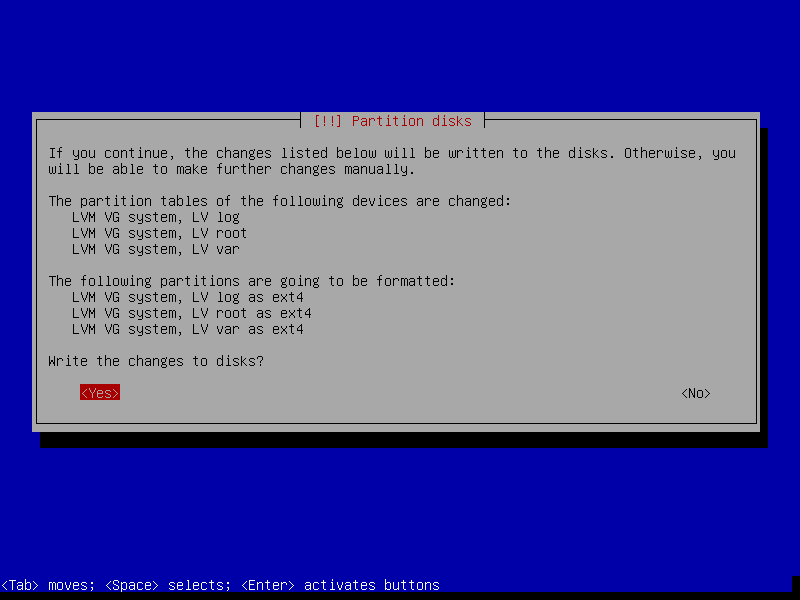 [!!] Partition disks
If you continue, the changes listed below will be written to the disks. Otherwise, you
will be able to make further changes manually.
The partition tables of the following devices are changed:
LVM VG system, LV log
LVM VG system, LV root
LVM VG system, LV var
The following partitions are going to be formatted:
LVM VG system, LV log as ext4
LVM VG system, LV root as ext4
LVM VG system, LV var as ext4
Write the changes to disks?
<Yes> <No>
<Tab> moves; <Space> selects; <Enter> activates buttons